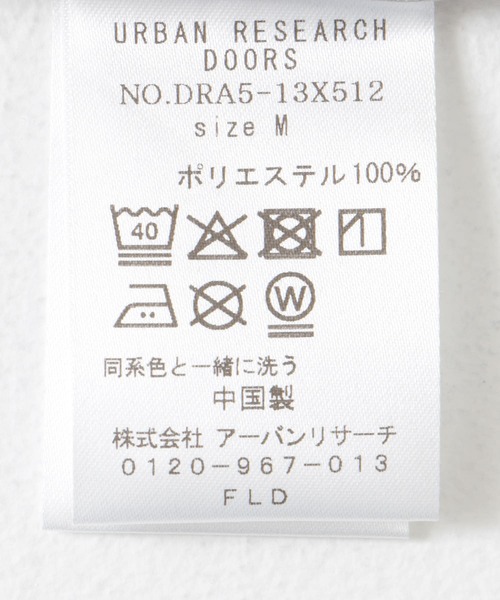 URBAN RESEARCH
DOORS
NO.DRA5-13X512
size M
ポリエステル100%
40
W
同系色と一緒に洗う
中国製
株式会社 アーバンリサーチ
0120-967-013
FLD